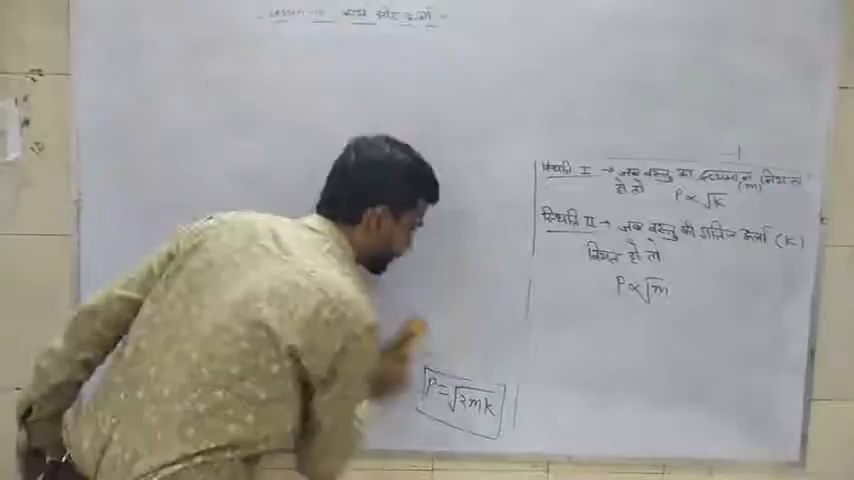 Lesson - कार्य और ऊर्जा
स्थिति I → जब वस्तु का द्रव्यमान (m) नियत
हो तो P ∝ √K
स्थिति II → जब वस्तु की गतिज ऊर्जा (K)
नियत हो तो
P ∝ √m
P = √2mK